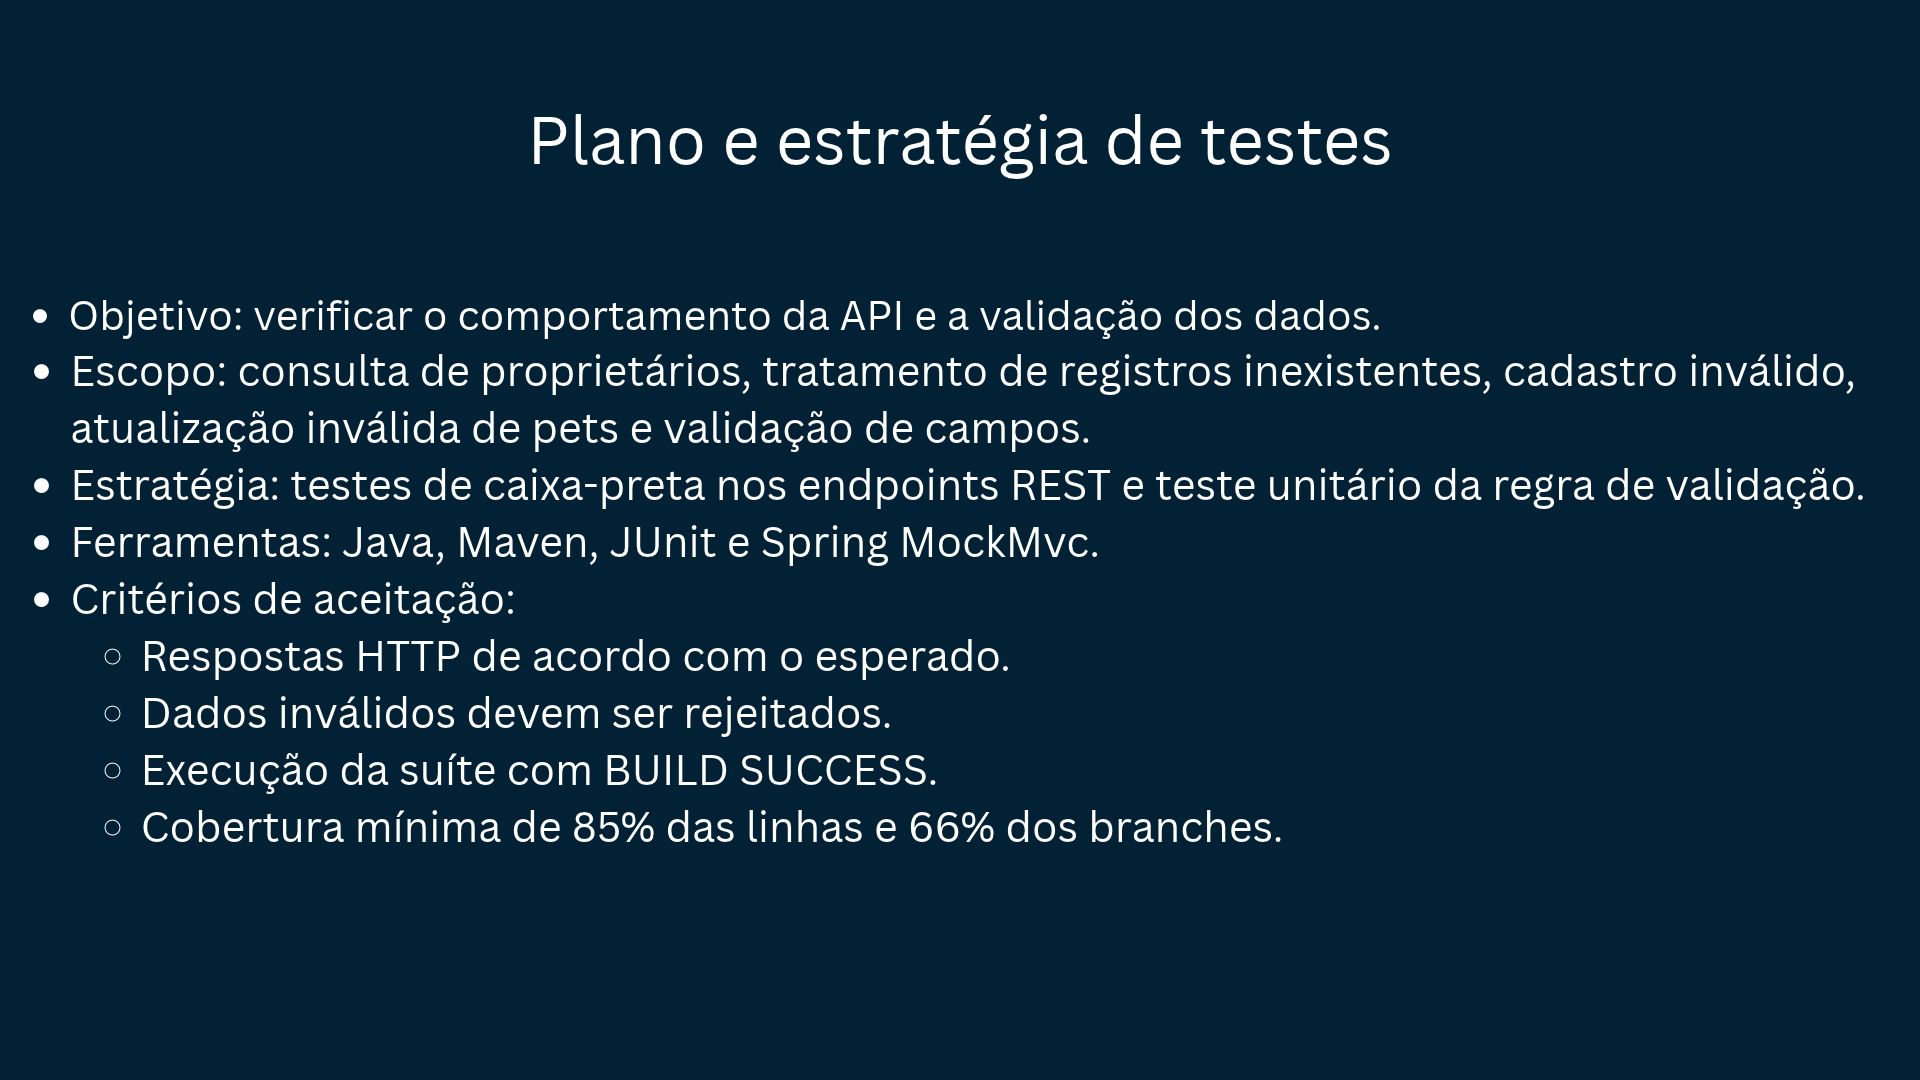 Plano e estratégia de testes
• Objetivo: verificar o comportamento da API e a validação dos dados.
• Escopo: consulta de proprietários, tratamento de registros inexistentes, cadastro inválido,
atualização inválida de pets e validação de campos.
• Estratégia: testes de caixa-preta nos endpoints REST e teste unitário da regra de validação.
• Ferramentas: Java, Maven, JUnit e Spring MockMvc.
• Critérios de aceitação:
◦ Respostas HTTP de acordo com o esperado.
◦ Dados inválidos devem ser rejeitados.
◦ Execução da suíte com BUILD SUCCESS.
◦ Cobertura mínima de 85% das linhas e 66% dos branches.